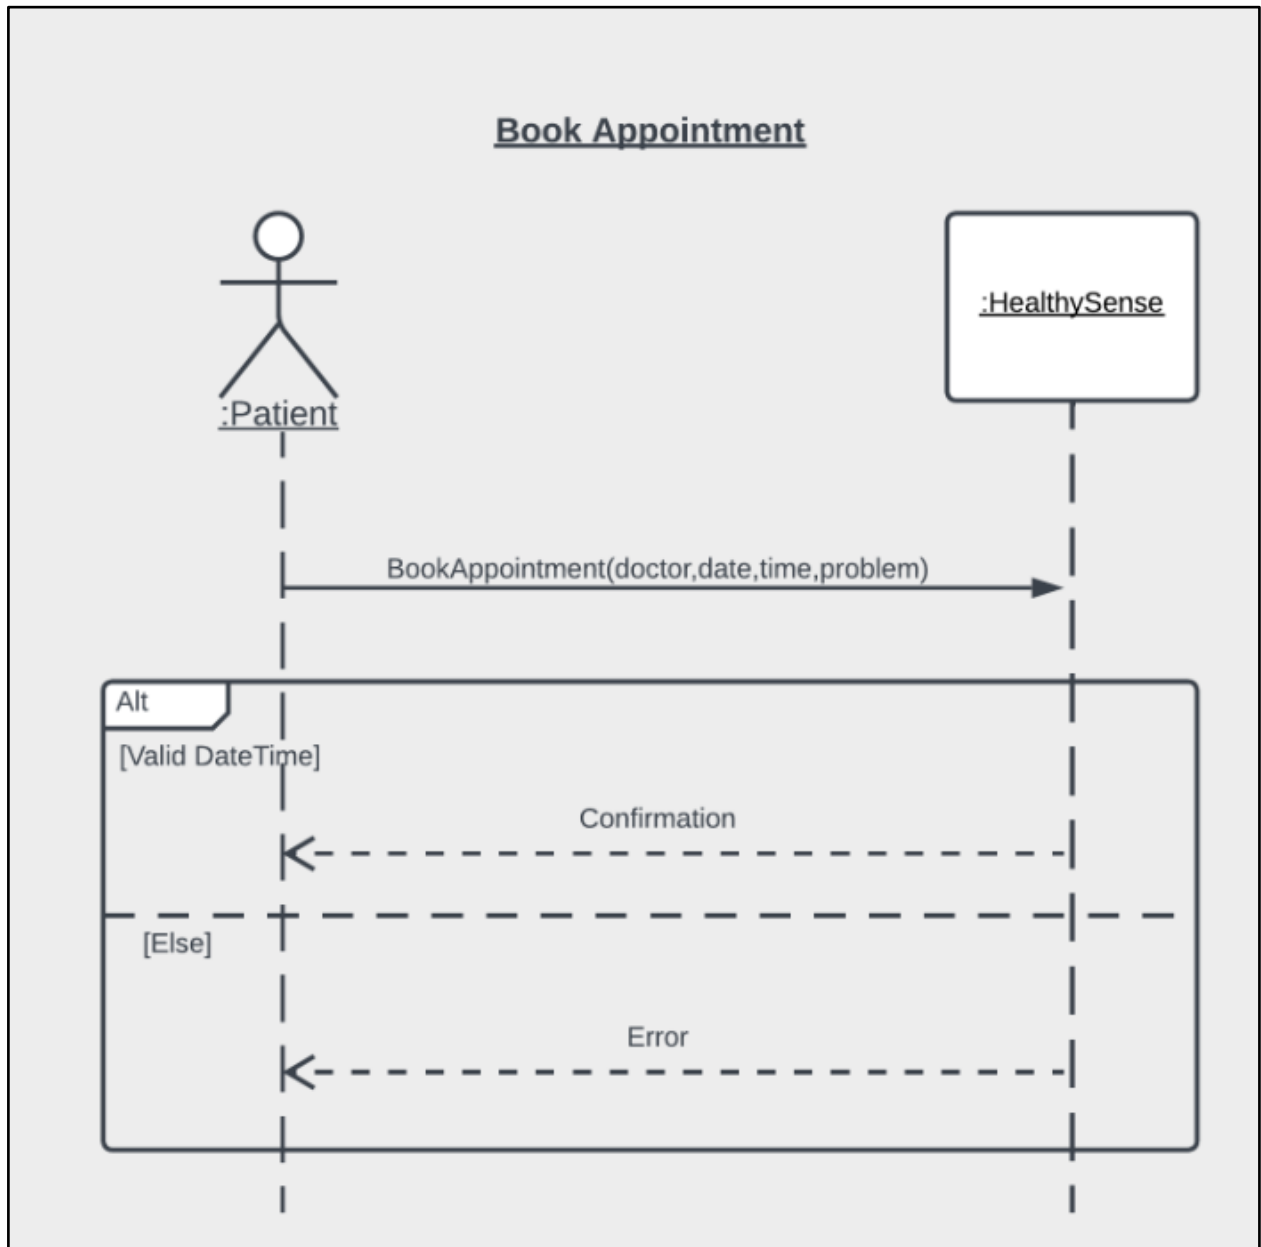 Book Appointment
:Patient
:HealthySense
BookAppointment(doctor,date,time,problem)
Alt
[Valid DateTime]
Confirmation
[Else]
Error